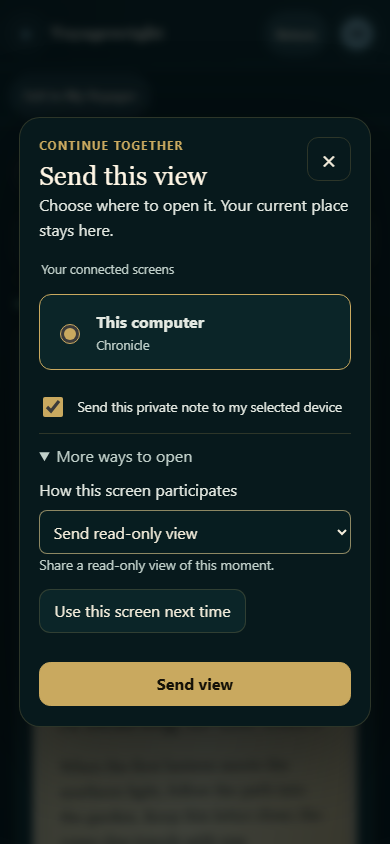 CONTINUE TOGETHER
Send this view
Choose where to open it. Your current place
stays here.
Your connected screens
This computer
Chronicle
Send this private note to my selected device
More ways to open
How this screen participates
Send read-only view
Share a read-only view of this moment.
Use this screen next time
Send view